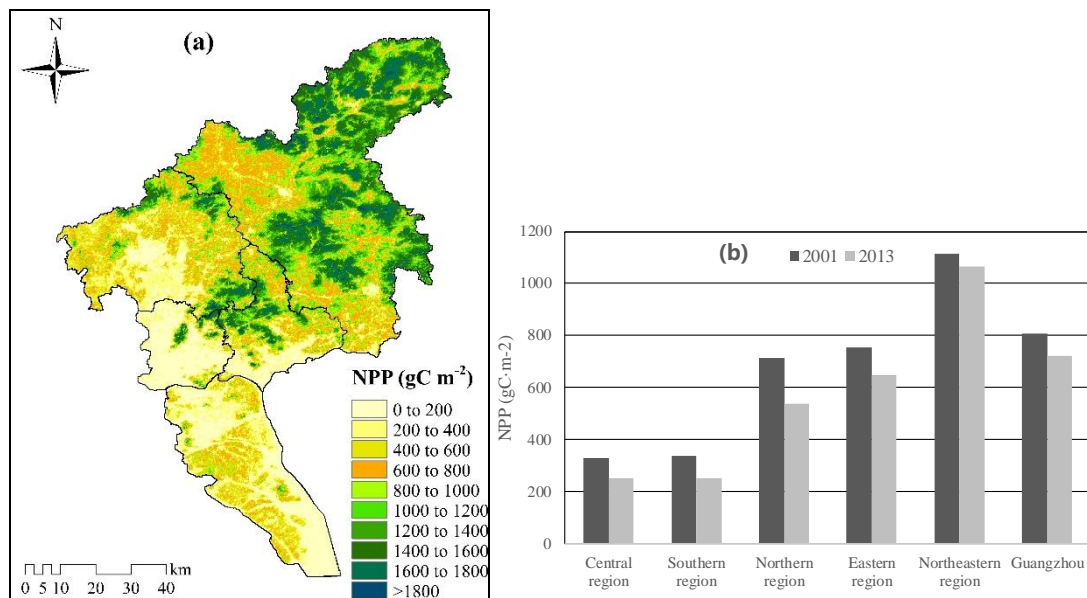 N
(a)
NPP (gC m⁻²)
0 to 200
200 to 400
400 to 600
600 to 800
800 to 1000
1000 to 1200
1200 to 1400
1400 to 1600
1600 to 1800
>1800
km
0 5 10 20 30 40
(b)
2001 2013
NPP (gC·m-2)
1200
1000
800
600
400
200
0
Central region
Southern region
Northern region
Eastern region
Northeastern region
Guangzhou